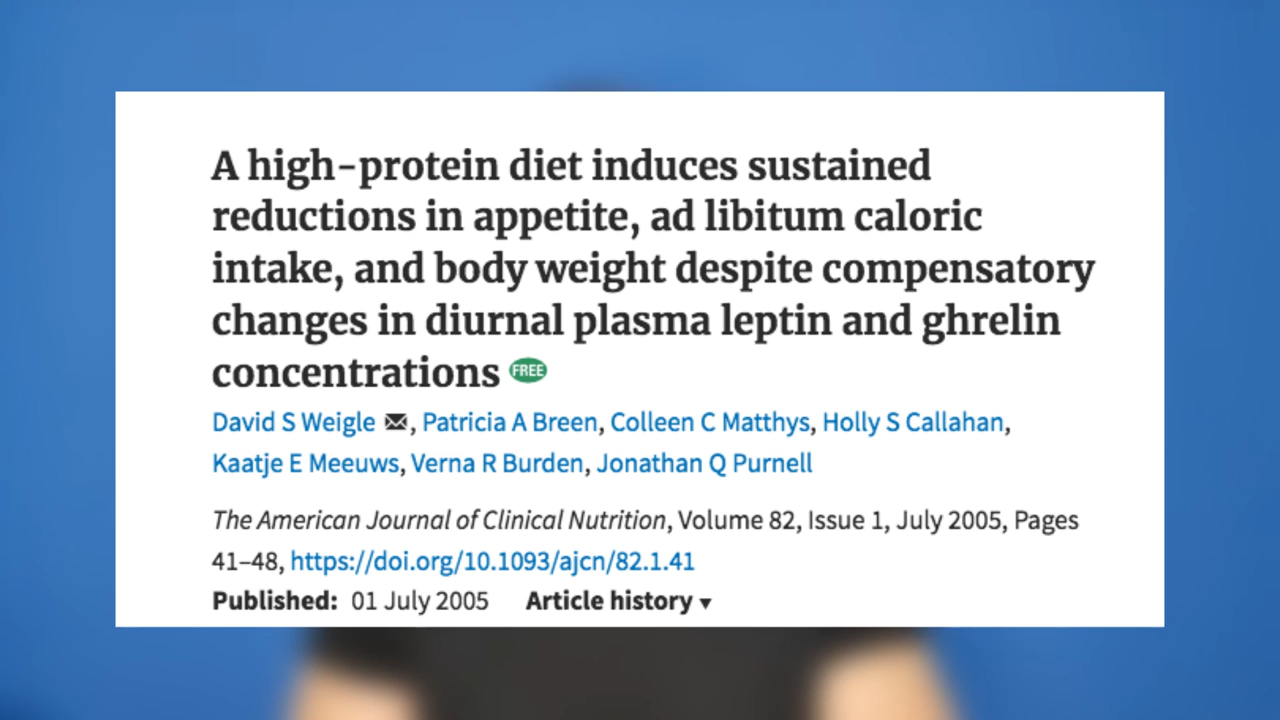 A high-protein diet induces sustained
reductions in appetite, ad libitum caloric
intake, and body weight despite compensatory
changes in diurnal plasma leptin and ghrelin
concentrations FREE
David S Weigle, Patricia A Breen, Colleen C Matthys, Holly S Callahan,
Kaatje E Meeuws, Verna R Burden, Jonathan Q Purnell
The American Journal of Clinical Nutrition, Volume 82, Issue 1, July 2005, Pages
41–48, https://doi.org/10.1093/ajcn/82.1.41
Published: 01 July 2005 Article history ▾